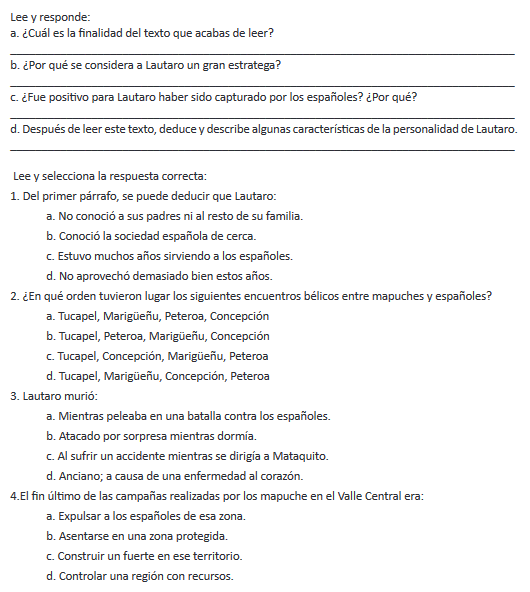 Lee y responde:
a. ¿Cuál es la finalidad del texto que acabas de leer?
b. ¿Por qué se considera a Lautaro un gran estratega?
c. ¿Fue positivo para Lautaro haber sido capturado por los españoles? ¿Por qué?
d. Después de leer este texto, deduce y describe algunas características de la personalidad de Lautaro.
Lee y selecciona la respuesta correcta:
1. Del primer párrafo, se puede deducir que Lautaro:
a. No conoció a sus padres ni al resto de su familia.
b. Conoció la sociedad española de cerca.
c. Estuvo muchos años sirviendo a los españoles.
d. No aprovechó demasiado bien estos años.
2. ¿En qué orden tuvieron lugar los siguientes encuentros bélicos entre mapuches y españoles?
a. Tucapel, Marigüeñu, Peteroa, Concepción
b. Tucapel, Peteroa, Marigüeñu, Concepción
c. Tucapel, Concepción, Marigüeñu, Peteroa
d. Tucapel, Marigüeñu, Concepción, Peteroa
3. Lautaro murió:
a. Mientras peleaba en una batalla contra los españoles.
b. Atacado por sorpresa mientras dormía.
c. Al sufrir un accidente mientras se dirigía a Mataquito.
d. Anciano; a causa de una enfermedad al corazón.
4.El fin último de las campañas realizadas por los mapuche en el Valle Central era:
a. Expulsar a los españoles de esa zona.
b. Asentarse en una zona protegida.
c. Construir un fuerte en ese territorio.
d. Controlar una región con recursos.